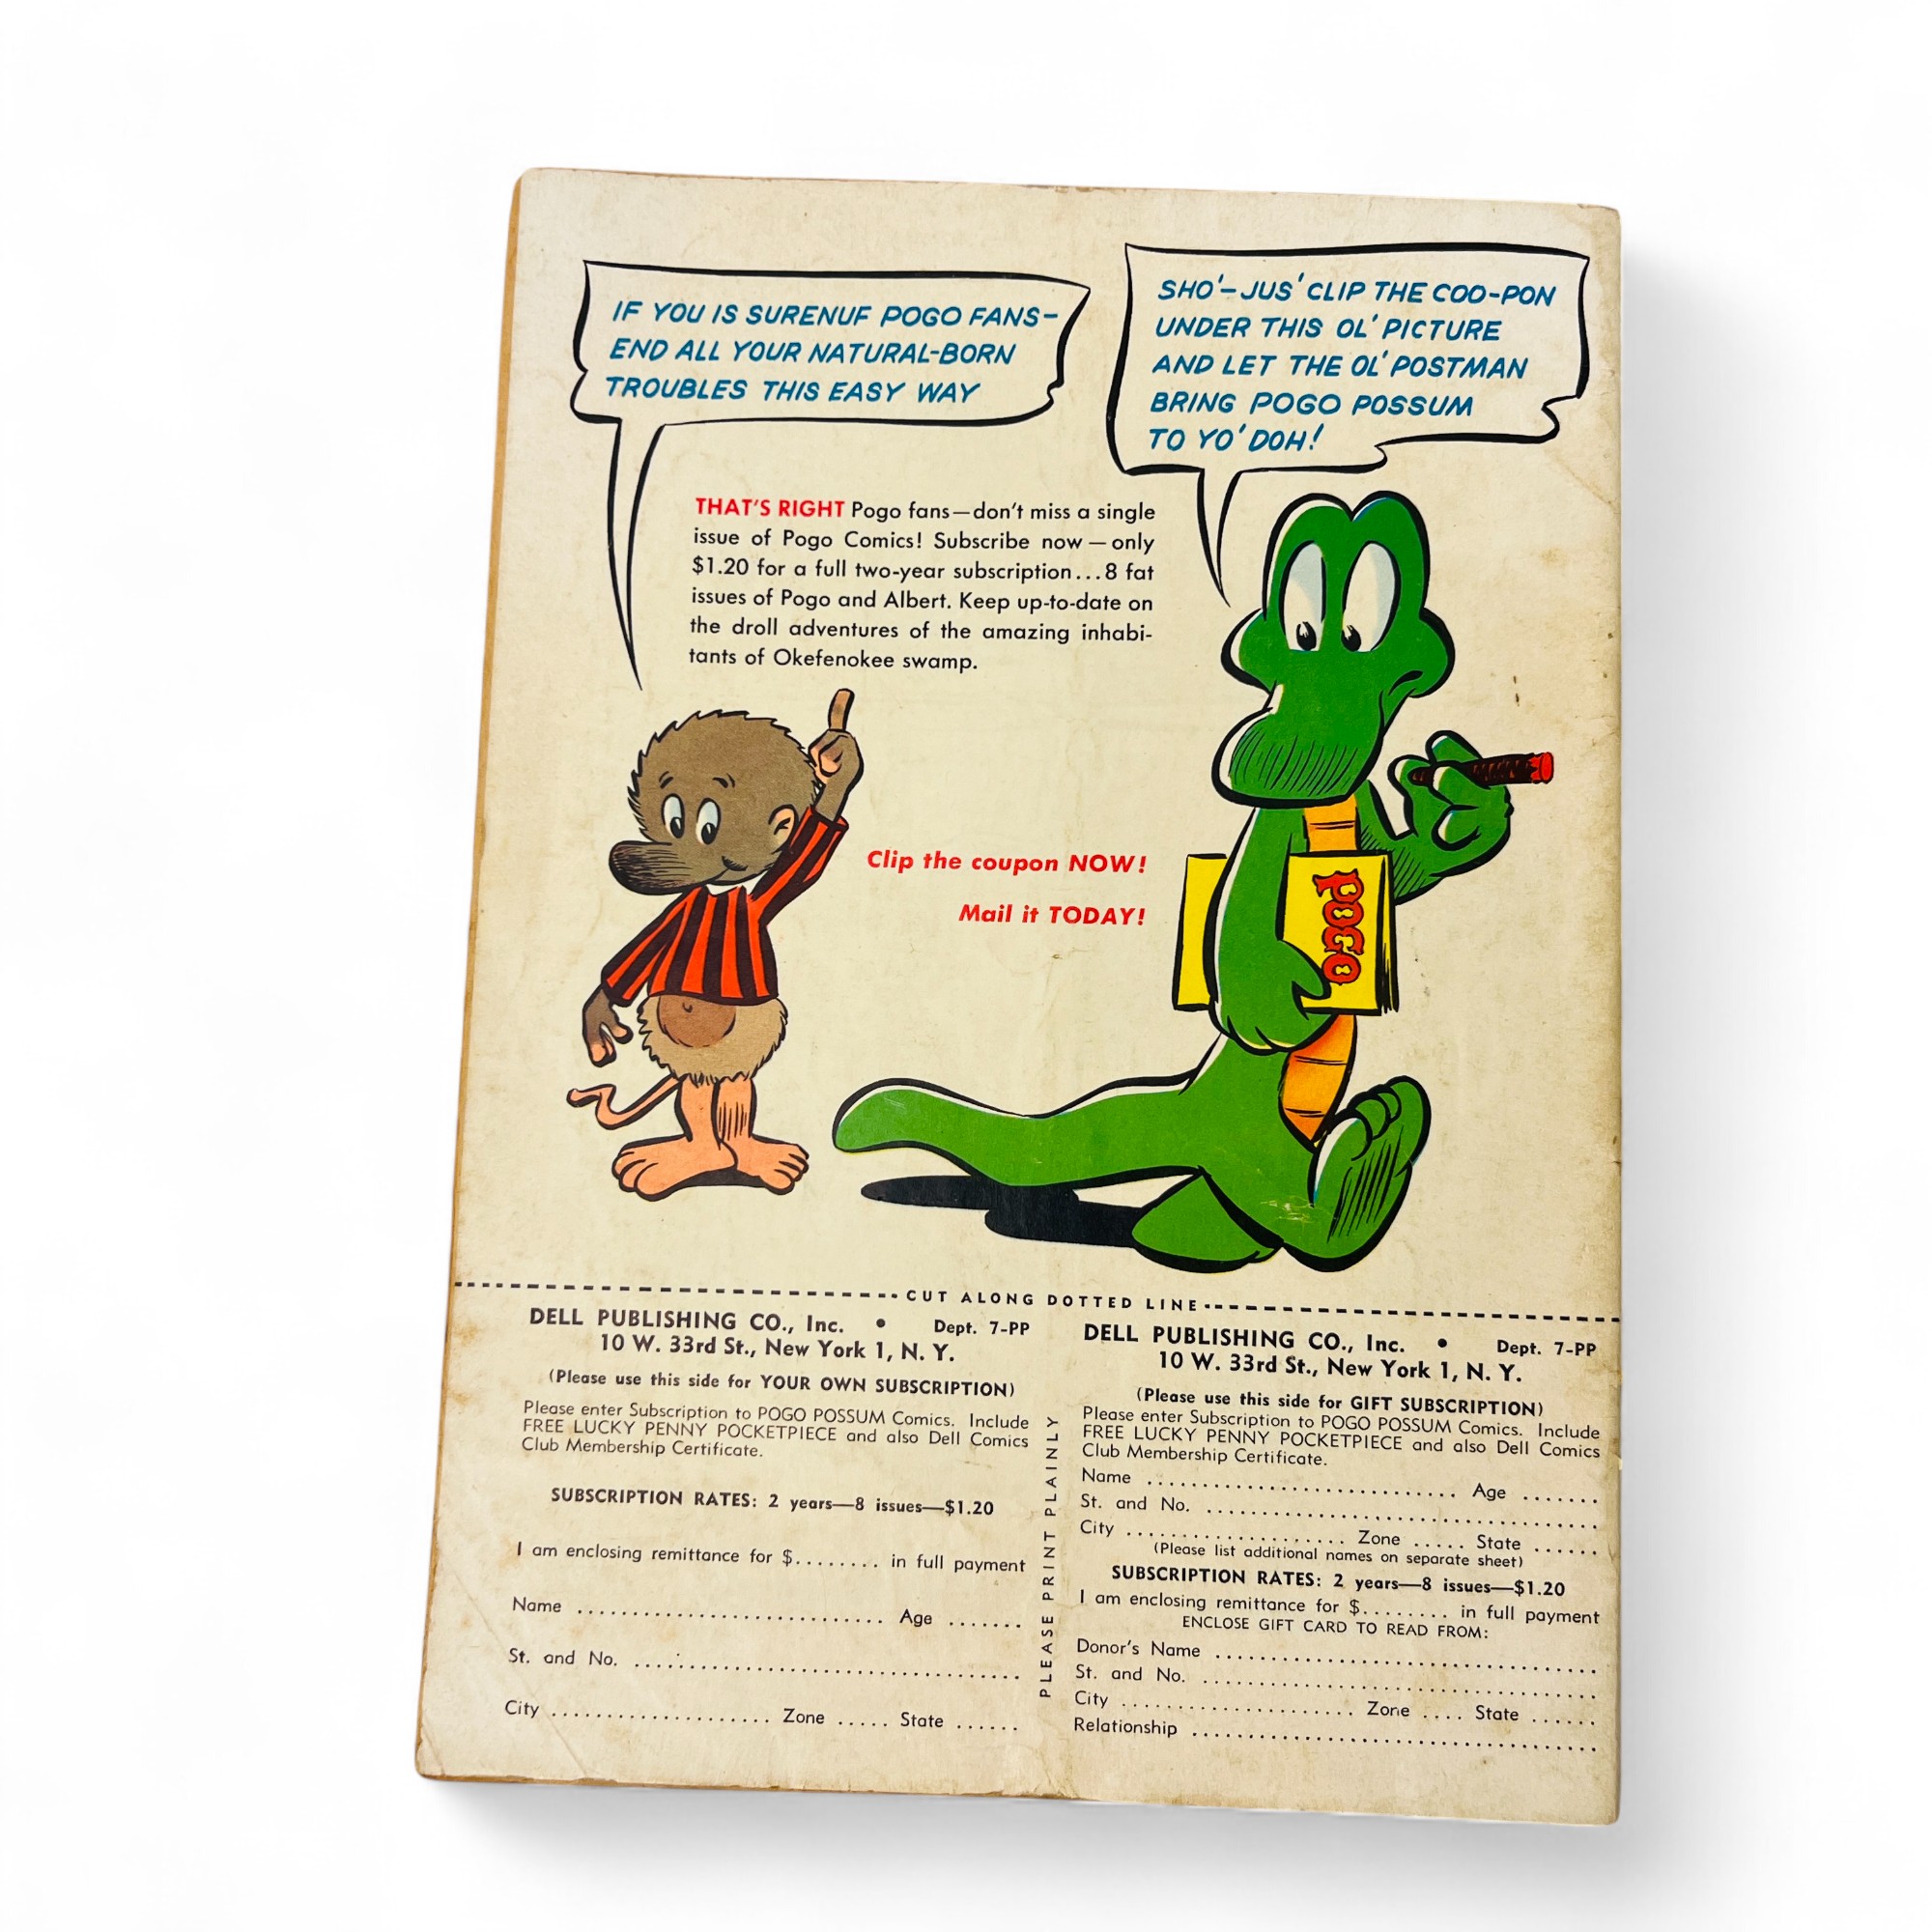 IF YOU IS SURENUF POGO FANS—
END ALL YOUR NATURAL-BORN
TROUBLES THIS EASY WAY
SHO'—JUS' CLIP THE COO-PON
UNDER THIS OL' PICTURE
AND LET THE OL' POSTMAN
BRING POGO POSSUM
TO YO' DOH!
THAT'S RIGHT Pogo fans—don't miss a single
issue of Pogo Comics! Subscribe now—only
$1.20 for a full two-year subscription...8 fat
issues of Pogo and Albert. Keep up-to-date on
the droll adventures of the amazing inhabi-
tants of Okefenokee swamp.
Clip the coupon NOW!
Mail it TODAY!
POGO
CUT ALONG DOTTED LINE
DELL PUBLISHING CO., Inc. • Dept. 7-PP
10 W. 33rd St., New York 1, N. Y.
(Please use this side for YOUR OWN SUBSCRIPTION)
Please enter Subscription to POGO POSSUM Comics. Include
FREE LUCKY PENNY POCKETPIECE and also Dell Comics
Club Membership Certificate.
SUBSCRIPTION RATES: 2 years—8 issues—$1.20
I am enclosing remittance for $........ in full payment
Name .............................. Age .......
St. and No. ......................................
City ..................... Zone ..... State ......
PLEASE PRINT PLAINLY
DELL PUBLISHING CO., Inc. • Dept. 7-PP
10 W. 33rd St., New York 1, N. Y.
(Please use this side for GIFT SUBSCRIPTION)
Please enter Subscription to POGO POSSUM Comics. Include
FREE LUCKY PENNY POCKETPIECE and also Dell Comics
Club Membership Certificate.
Name .............................. Age .......
St. and No. ......................................
City ..................... Zone ..... State ......
(Please list additional names on separate sheet)
SUBSCRIPTION RATES: 2 years—8 issues—$1.20
I am enclosing remittance for $........ in full payment
ENCLOSE GIFT CARD TO READ FROM:
Donor's Name .....................................
St. and No. ......................................
City ....................... Zone .... State ......
Relationship .......................................